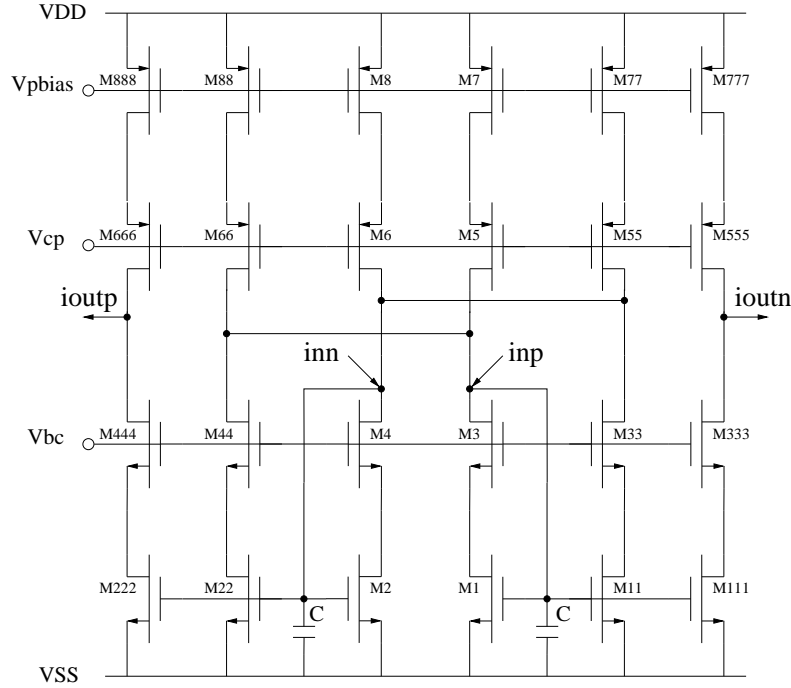 VDD
Vpbias
M888 M88 M8 M7 M77 M777
Vcp
M666 M66 M6 M5 M55 M555
ioutp ioutn
inn inp
Vbc
M444 M44 M4 M3 M33 M333
M222 M22 M2 M1 M11 M111
C C
VSS